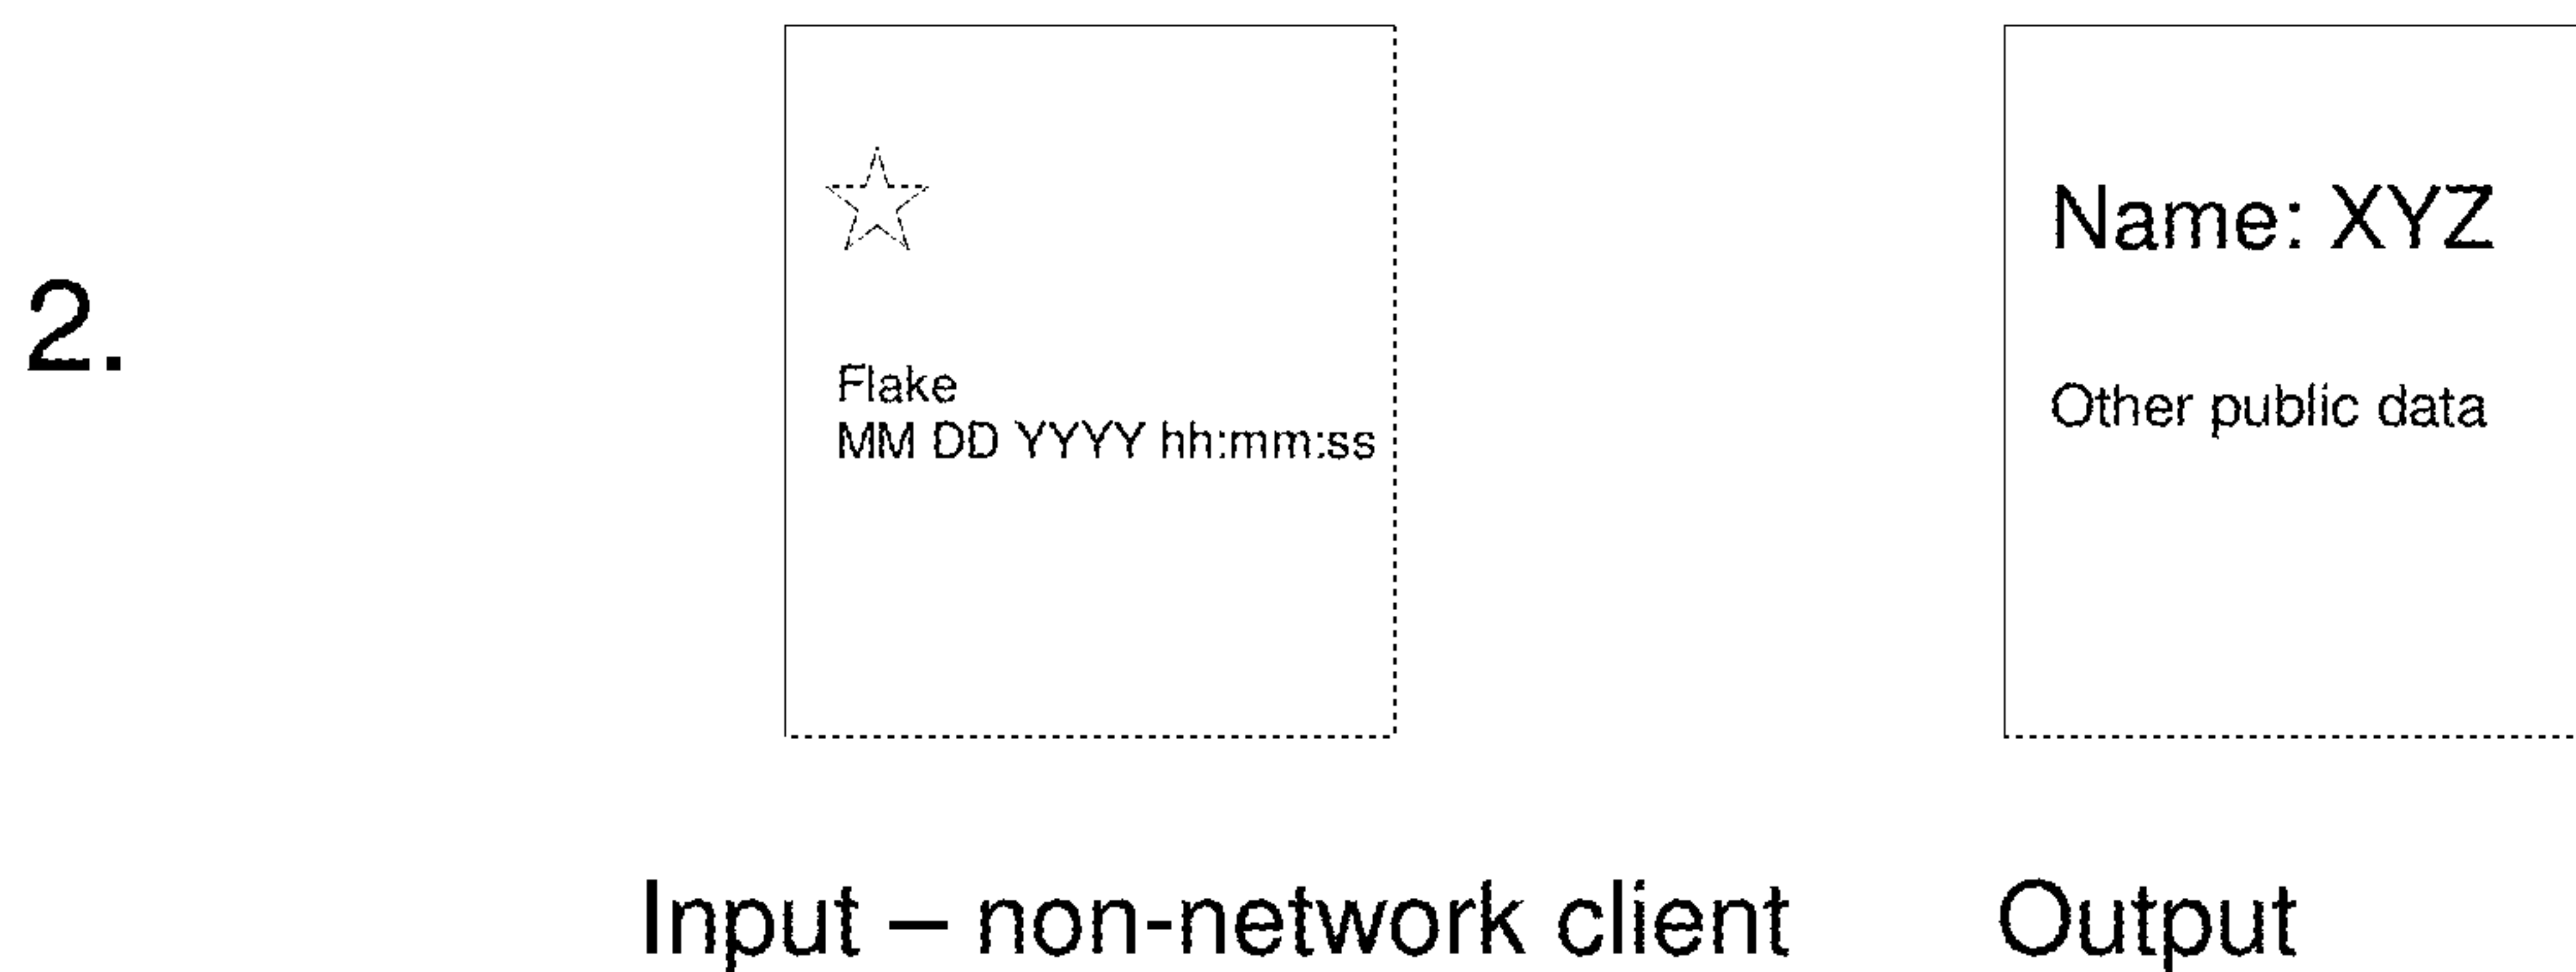 2.
Flake
MM DD YYYY hh:mm:ss
Name: XYZ
Other public data
Input – non-network client
Output